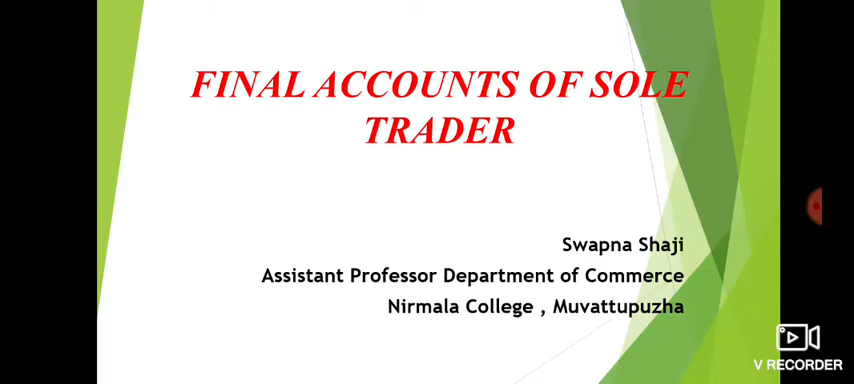 FINAL ACCOUNTS OF SOLE
TRADER
Swapna Shaji
Assistant Professor Department of Commerce
Nirmala College , Muvattupuzha
V RECORDER